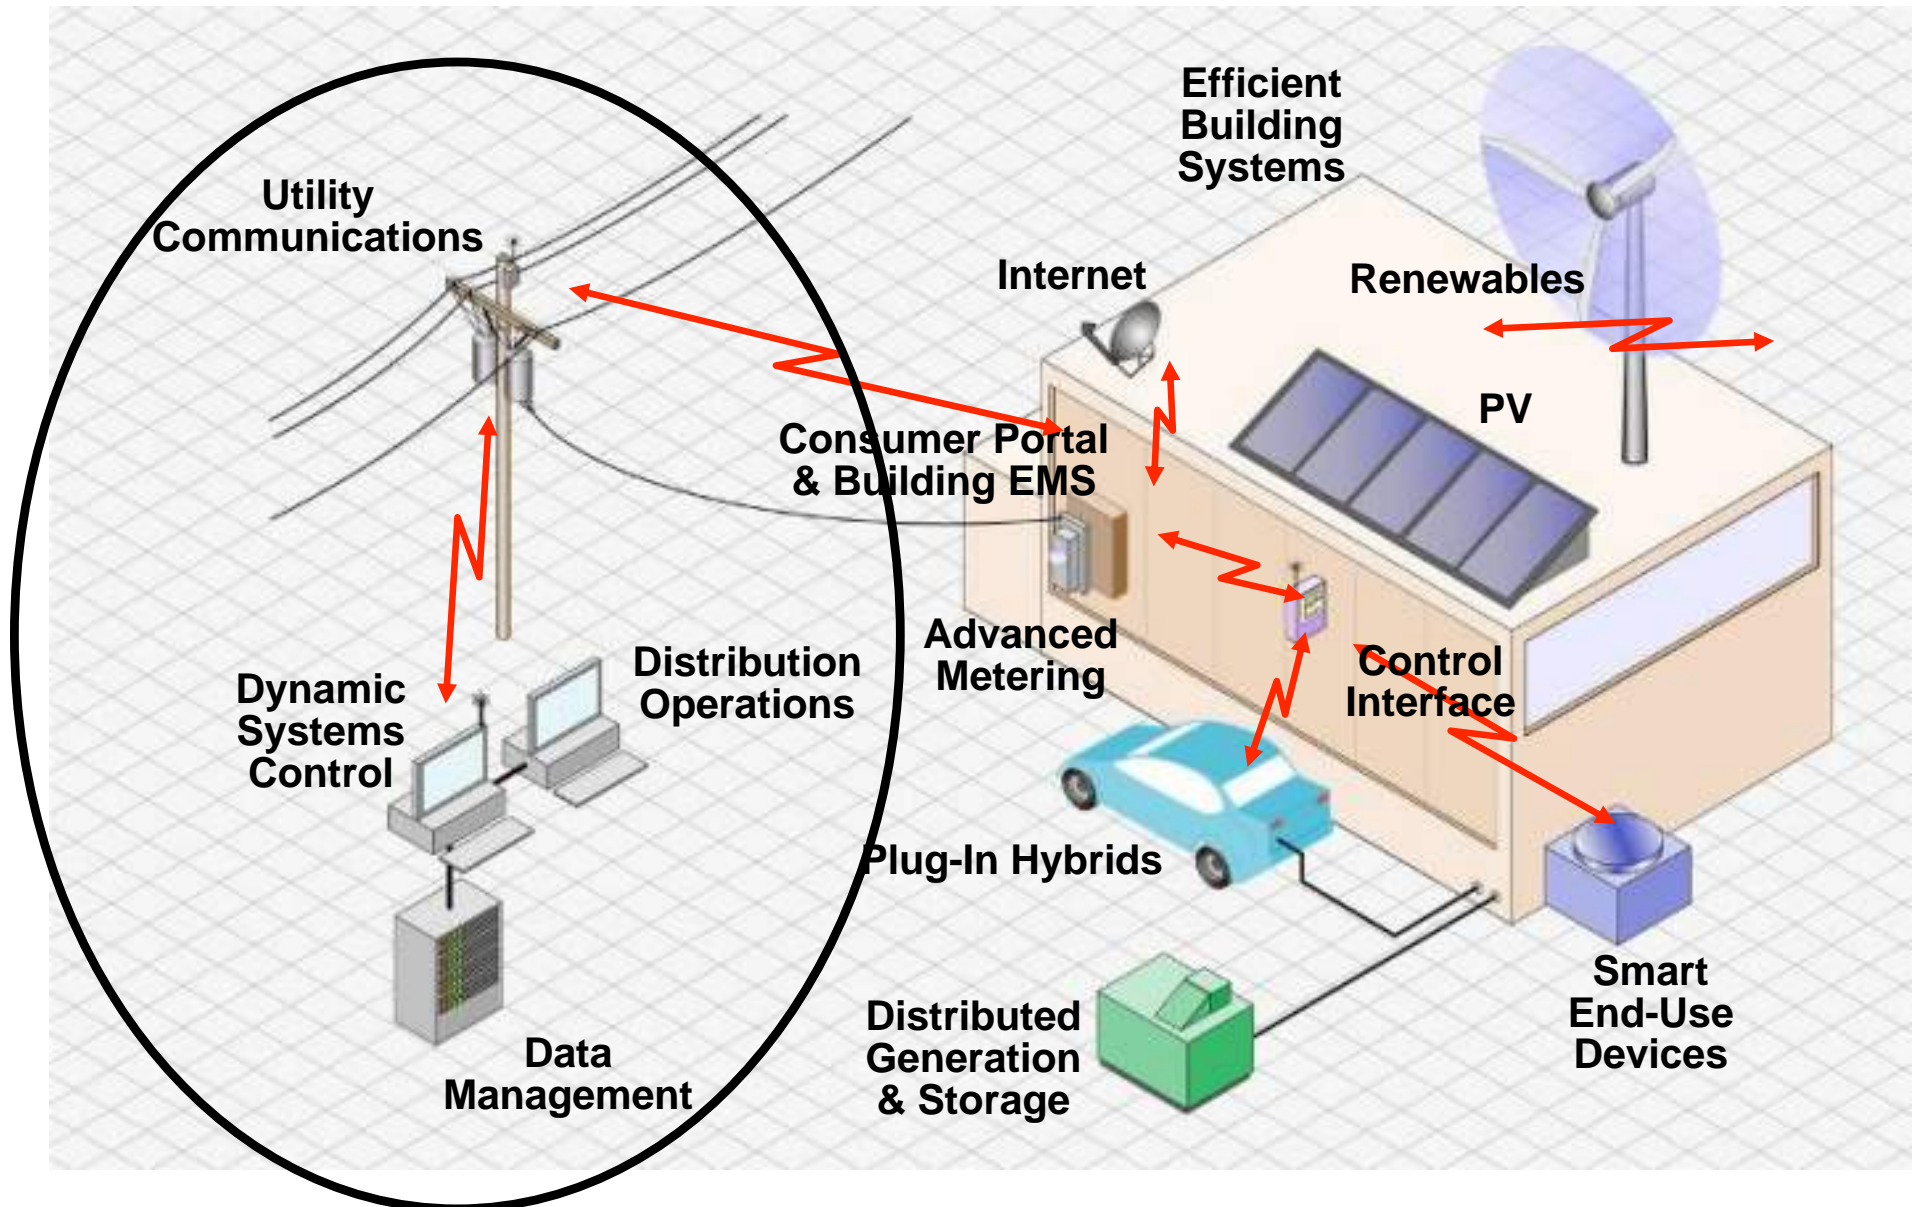 Efficient
Building
Systems
Utility
Communications
Internet
Renewables
PV
Consumer Portal
& Building EMS
Advanced
Metering
Control
Interface
Distribution
Operations
Dynamic
Systems
Control
Plug-In Hybrids
Smart
End-Use
Devices
Distributed
Generation
& Storage
Data
Management